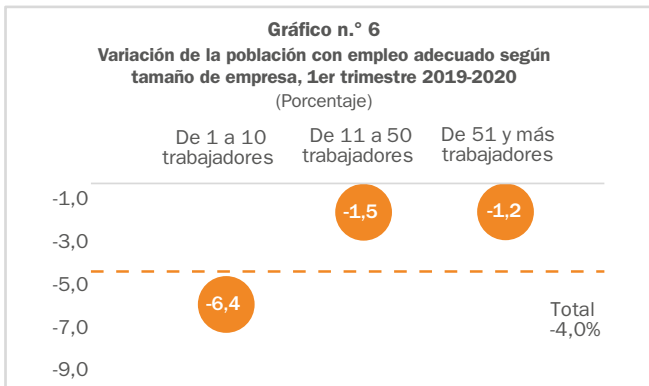 Gráfico n.° 6
Variación de la población con empleo adecuado según
tamaño de empresa, 1er trimestre 2019-2020
(Porcentaje)
De 1 a 10
trabajadores
De 11 a 50
trabajadores
De 51 y más
trabajadores
-1,0
-3,0
-5,0
-7,0
-9,0
-6,4
-1,5
-1,2
Total
-4,0%